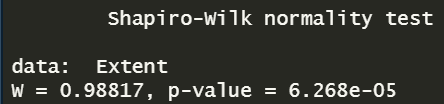 Shapiro-Wilk normality test
data: Extent
W = 0.98817, p-value = 6.268e-05